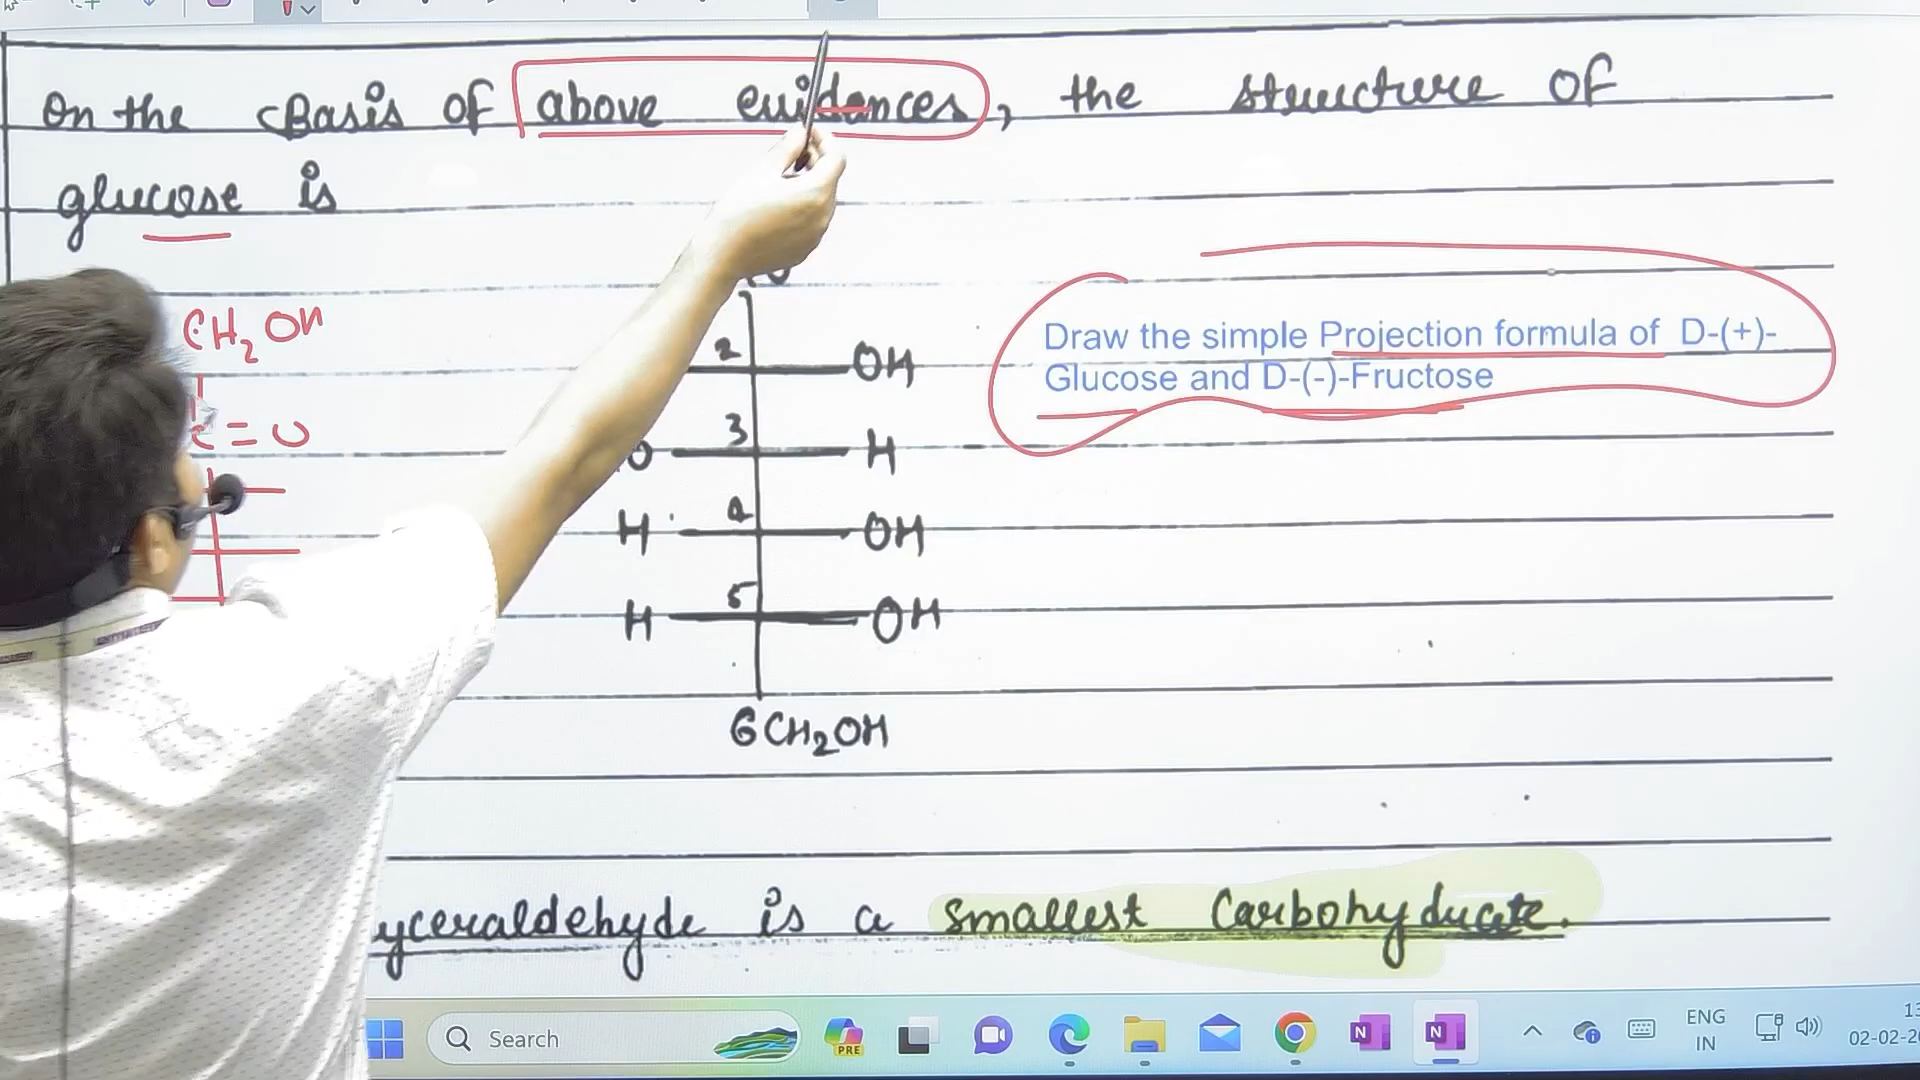 On the Basis of above evidances, the structure of
glucose is
CH2OH
C=O
2 OH
3 H
H 4 OH
H 5 OH
6CH2OH
Draw the simple Projection formula of D-(+)-
Glucose and D-(-)-Fructose
yceraldehyde is a smallest Carbohydrate.
Search
PRE
N
N
ENG
IN
02-02-2